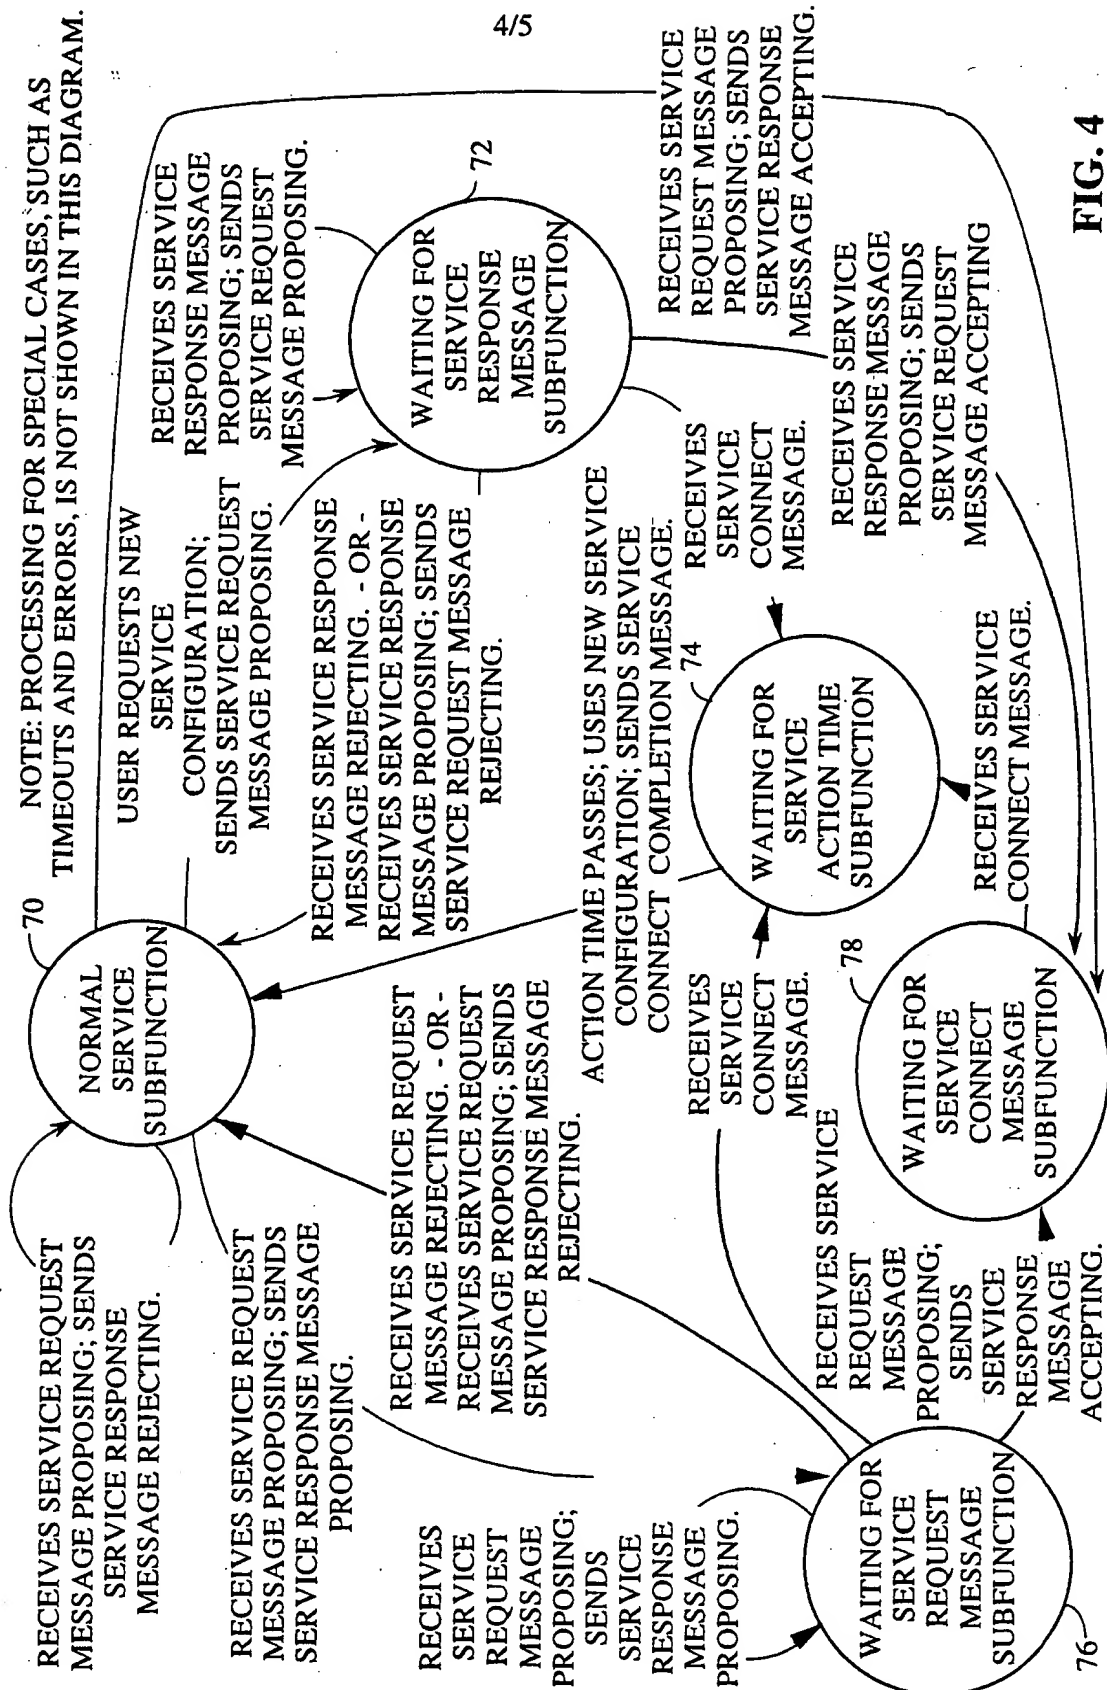 4/5
NOTE: PROCESSING FOR SPECIAL CASES, SUCH AS
TIMEOUTS AND ERRORS, IS NOT SHOWN IN THIS DIAGRAM.
70
NORMAL
SERVICE
SUBFUNCTION
RECEIVES SERVICE REQUEST
MESSAGE PROPOSING; SENDS
SERVICE RESPONSE
MESSAGE REJECTING.
RECEIVES SERVICE REQUEST
MESSAGE PROPOSING; SENDS
SERVICE RESPONSE MESSAGE
PROPOSING.
USER REQUESTS NEW
SERVICE
CONFIGURATION;
SENDS SERVICE REQUEST
MESSAGE PROPOSING.
RECEIVES SERVICE
RESPONSE MESSAGE
PROPOSING; SENDS
SERVICE REQUEST
MESSAGE PROPOSING.
72
WAITING FOR
SERVICE
RESPONSE
MESSAGE
SUBFUNCTION
RECEIVES SERVICE RESPONSE
MESSAGE REJECTING. - OR -
RECEIVES SERVICE RESPONSE
MESSAGE PROPOSING; SENDS
SERVICE REQUEST MESSAGE
REJECTING.
RECEIVES SERVICE REQUEST
MESSAGE REJECTING. - OR -
RECEIVES SERVICE REQUEST
MESSAGE PROPOSING; SENDS
SERVICE RESPONSE MESSAGE
REJECTING.
ACTION TIME PASSES; USES NEW SERVICE
CONFIGURATION; SENDS SERVICE
CONNECT COMPLETION MESSAGE.
RECEIVES
SERVICE
CONNECT
MESSAGE.
RECEIVES SERVICE
REQUEST MESSAGE
PROPOSING; SENDS
SERVICE RESPONSE
MESSAGE ACCEPTING.
RECEIVES SERVICE
RESPONSE MESSAGE
PROPOSING; SENDS
SERVICE REQUEST
MESSAGE ACCEPTING
74
WAITING FOR
SERVICE
ACTION TIME
SUBFUNCTION
RECEIVES
SERVICE
CONNECT
MESSAGE.
RECEIVES SERVICE
CONNECT MESSAGE.
78
WAITING FOR
SERVICE
CONNECT
MESSAGE
SUBFUNCTION
RECEIVES
SERVICE
REQUEST
MESSAGE
PROPOSING;
SENDS
SERVICE
RESPONSE
MESSAGE
PROPOSING.
RECEIVES SERVICE
REQUEST
MESSAGE
PROPOSING;
SENDS
SERVICE
RESPONSE
MESSAGE
ACCEPTING.
WAITING FOR
SERVICE
REQUEST
MESSAGE
SUBFUNCTION
76
FIG. 4